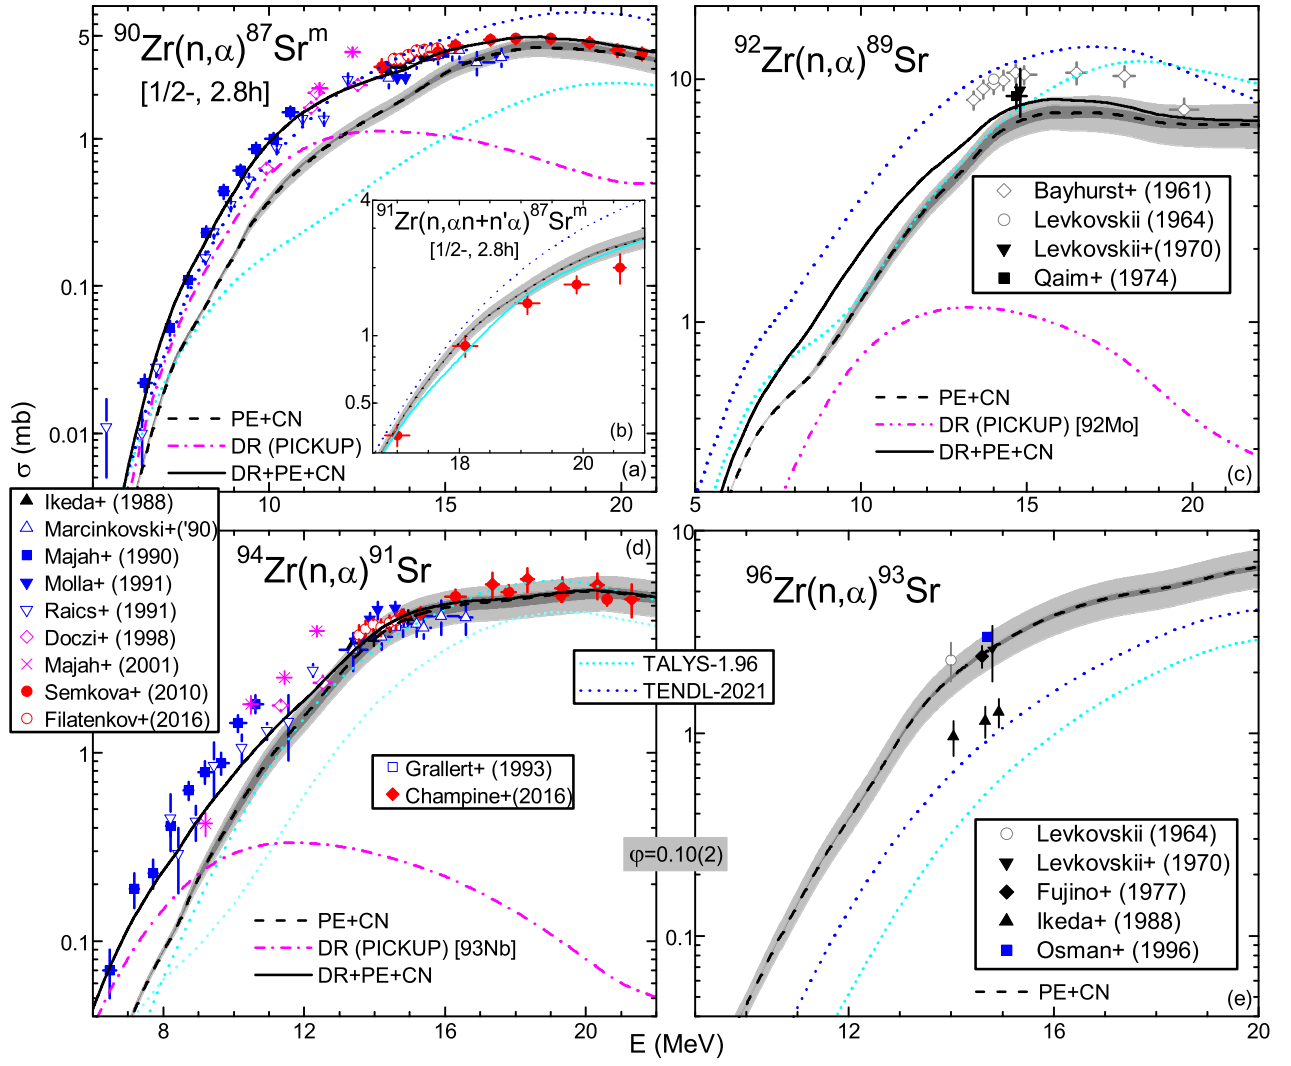 90Zr(n,α)87Srm
[1/2-, 2.8h]
5
1
0.1
0.01
10
15
20
PE+CN
DR (PICKUP)
DR+PE+CN
(a)
91Zr(n,αn+n'α)87Srm
[1/2-, 2.8h]
4
1
0.5
18
19
20
(b)
92Zr(n,α)89Sr
10
1
5
10
15
20
Bayhurst+ (1961)
Levkovskii (1964)
Levkovskii+(1970)
Qaim+ (1974)
PE+CN
DR (PICKUP) [92Mo]
DR+PE+CN
(c)
σ (mb)
Ikeda+ (1988)
Marcinkovski+('90)
Majah+ (1990)
Molla+ (1991)
Raics+ (1991)
Doczi+ (1998)
Majah+ (2001)
Semkova+ (2010)
Filatenkov+(2016)
94Zr(n,α)91Sr
(d)
1
0.1
8
12
16
20
Grallert+ (1993)
Champine+(2016)
PE+CN
DR (PICKUP) [93Nb]
DR+PE+CN
TALYS-1.96
TENDL-2021
φ=0.10(2)
96Zr(n,α)93Sr
10
1
0.1
12
16
20
Levkovskii (1964)
Levkovskii+ (1970)
Fujino+ (1977)
Ikeda+ (1988)
Osman+ (1996)
PE+CN
(e)
E (MeV)